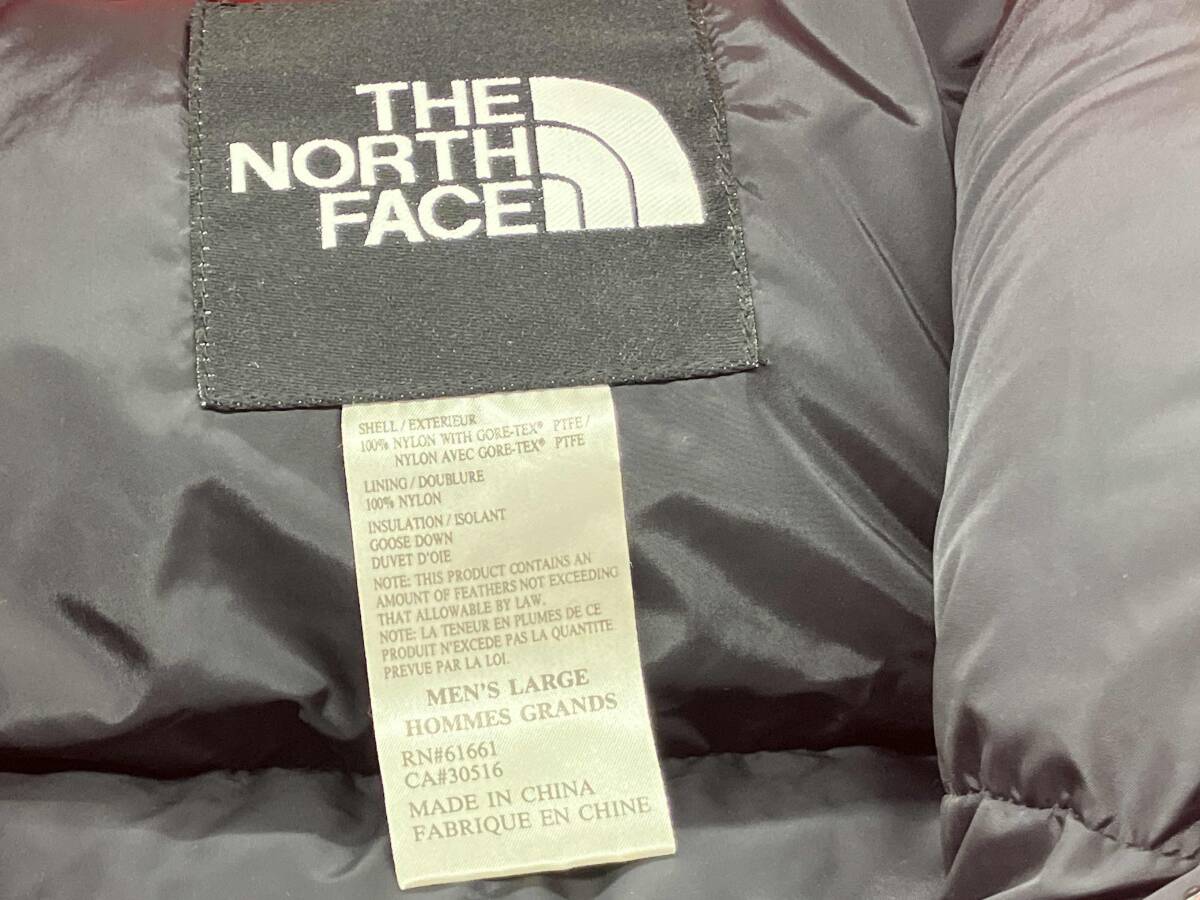 THE
NORTH
FACE
SHELL / EXTERIEUR
100% NYLON WITH GORE-TEX® PTFE /
NYLON AVEC GORE-TEX® PTFE
LINING / DOUBLURE
100% NYLON
INSULATION / ISOLANT
GOOSE DOWN
DUVET D'OIE
NOTE: THIS PRODUCT CONTAINS AN
AMOUNT OF FEATHERS NOT EXCEEDING
THAT ALLOWABLE BY LAW.
NOTE: LA TENEUR EN PLUMES DE CE
PRODUIT N'EXCEDE PAS LA QUANTITE
PREVUE PAR LA LOI.
MEN'S LARGE
HOMMES GRANDS
RN#61661
CA#30516
MADE IN CHINA
FABRIQUE EN CHINE